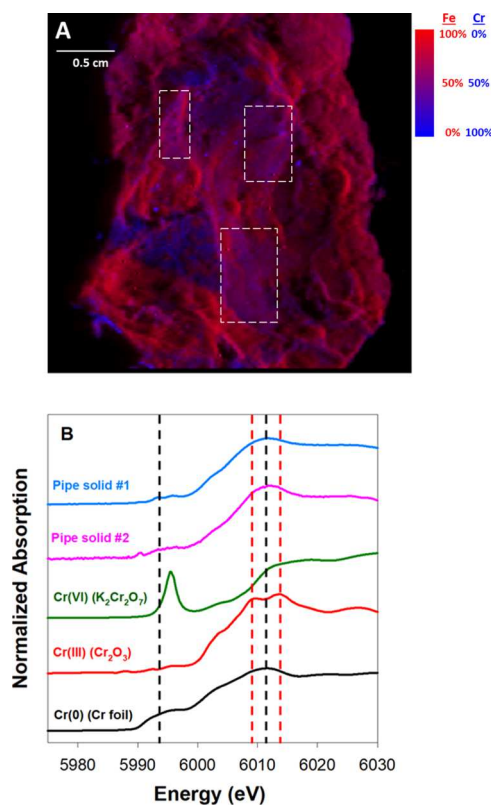 A
0.5 cm
Fe Cr
100% 0%
50% 50%
0% 100%
B
Pipe solid #1
Pipe solid #2
Cr(VI) (K₂Cr₂O₇)
Cr(III) (Cr₂O₃)
Cr(0) (Cr foil)
Normalized Absorption
5980 5990 6000 6010 6020 6030
Energy (eV)